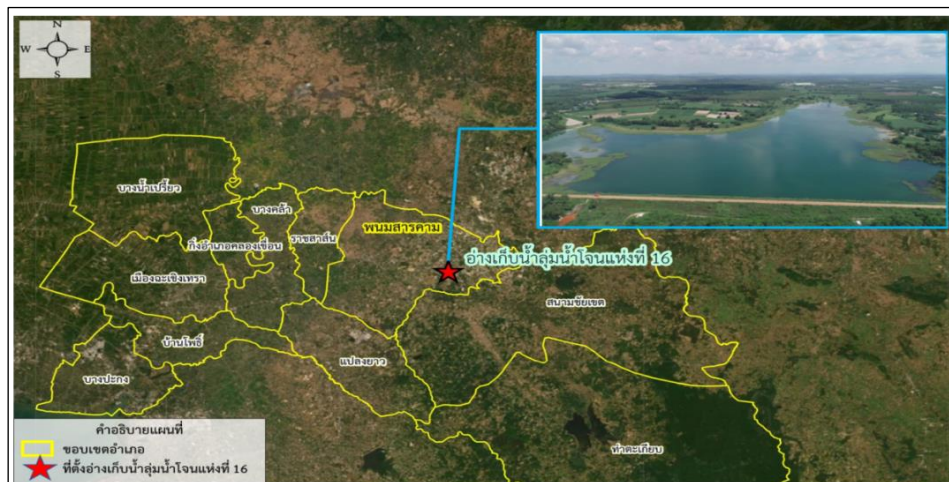 N
W E
S
บางน้ำเปรี้ยว
บางคล้า
พนมสารคาม
กิ่งอำเภอคลองเขื่อน
ราชสาส์น
อ่างเก็บน้ำลุ่มน้ำโจนแห่งที่ 16
เมืองฉะเชิงเทรา
สนามชัยเขต
บ้านโพธิ์
แปลงยาว
บางปะกง
ท่าตะเกียบ
คำอธิบายแผนที่
ขอบเขตอำเภอ
ที่ตั้งอ่างเก็บน้ำลุ่มน้ำโจนแห่งที่ 16